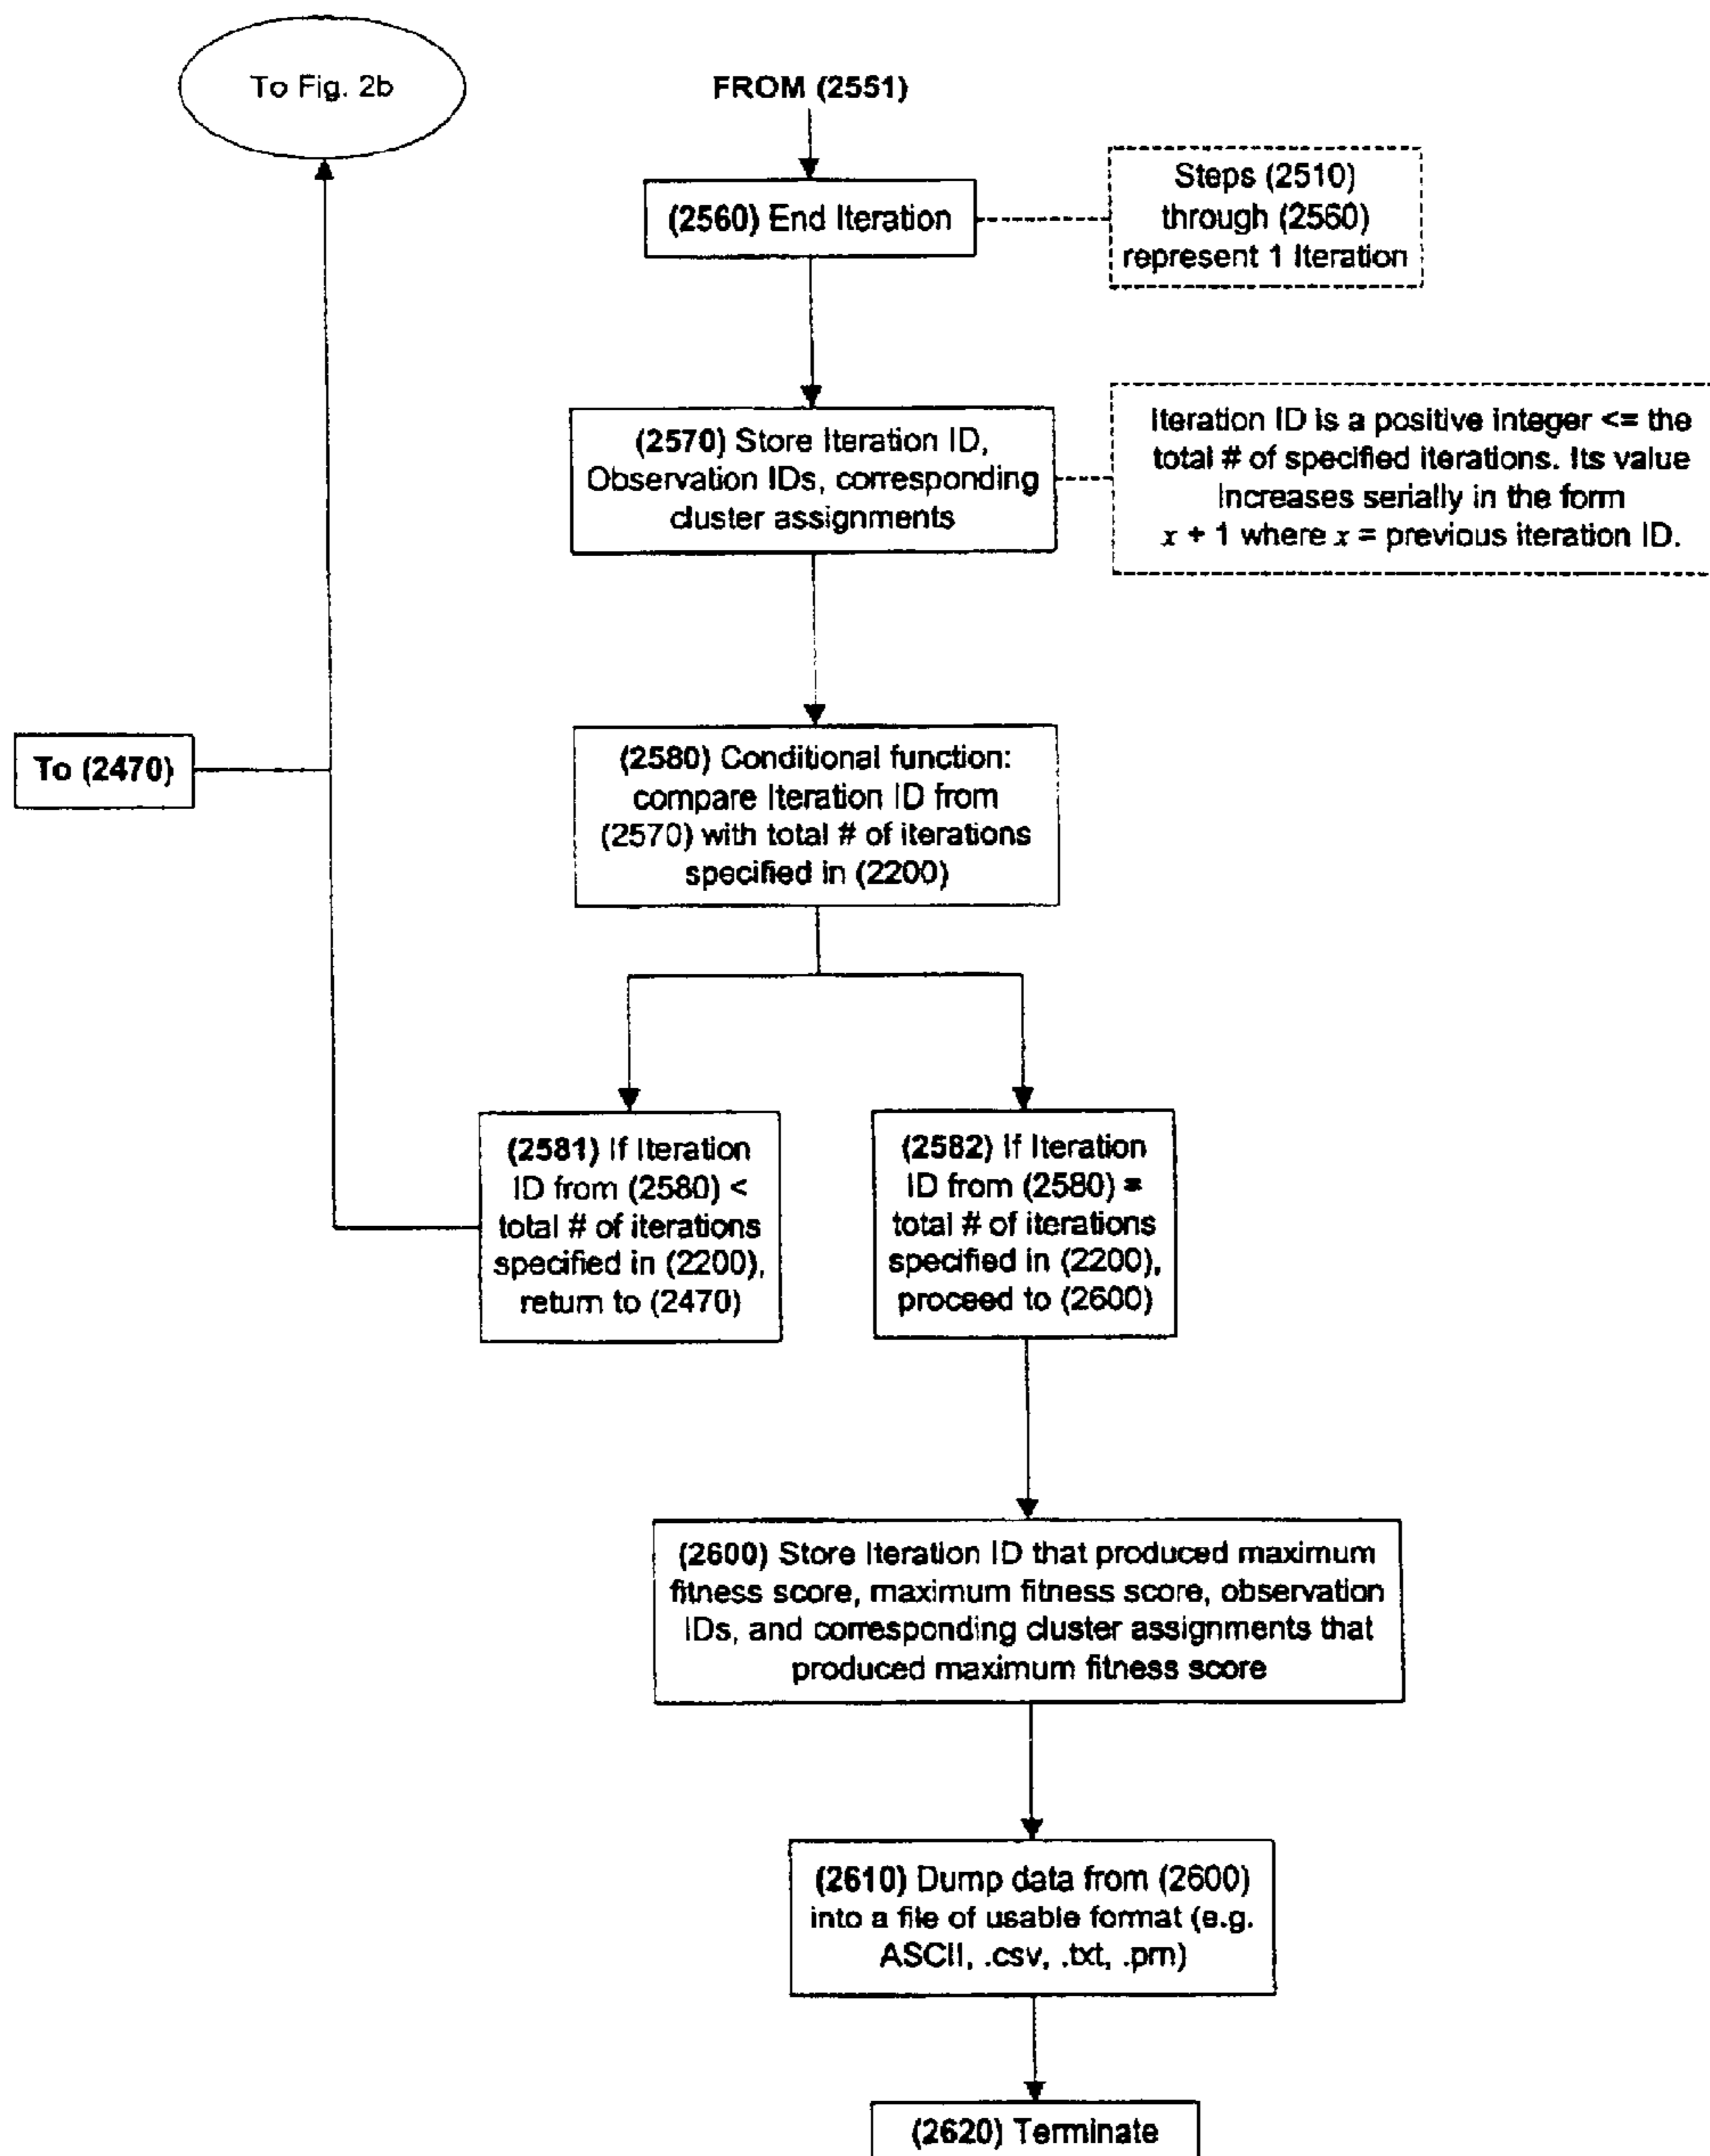 To Fig. 2b
FROM (2551)
(2560) End Iteration
Steps (2510)
through (2560)
represent 1 Iteration
(2570) Store Iteration ID,
Observation IDs, corresponding
cluster assignments
Iteration ID is a positive integer <= the
total # of specified iterations. Its value
increases serially in the form
x + 1 where x = previous iteration ID.
To (2470)
(2580) Conditional function:
compare Iteration ID from
(2570) with total # of iterations
specified in (2200)
(2581) If Iteration
ID from (2580) <
total # of iterations
specified in (2200),
return to (2470)
(2582) If Iteration
ID from (2580) =
total # of iterations
specified in (2200),
proceed to (2600)
(2600) Store Iteration ID that produced maximum
fitness score, maximum fitness score, observation
IDs, and corresponding cluster assignments that
produced maximum fitness score
(2610) Dump data from (2600)
into a file of usable format (e.g.
ASCII, .csv, .txt, .prn)
(2620) Terminate